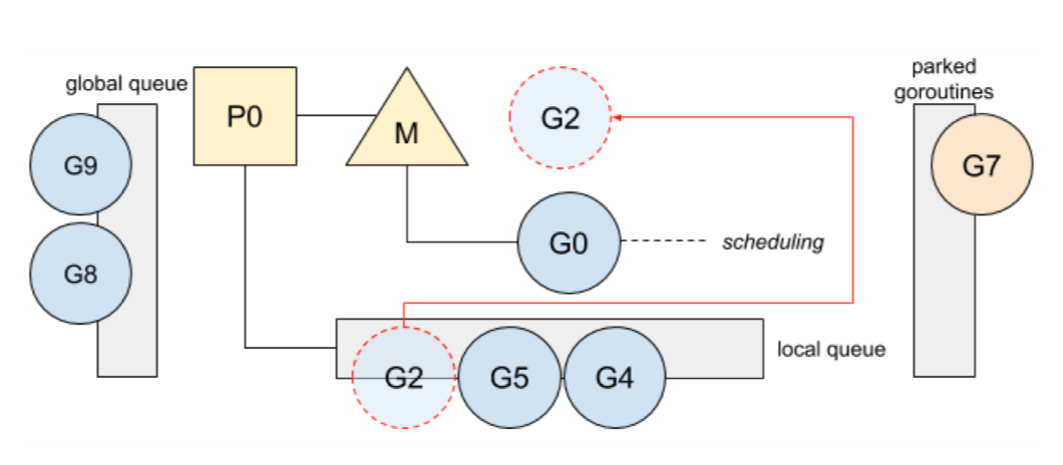 parked
goroutines
global queue
P0
M
G2
G7
G9
G0
scheduling
G8
local queue
G2
G5
G4